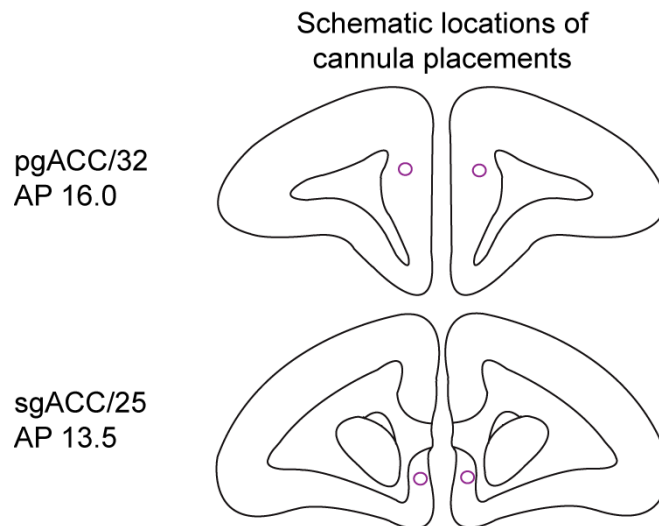 Schematic locations of
cannula placements
pgACC/32
AP 16.0
sgACC/25
AP 13.5